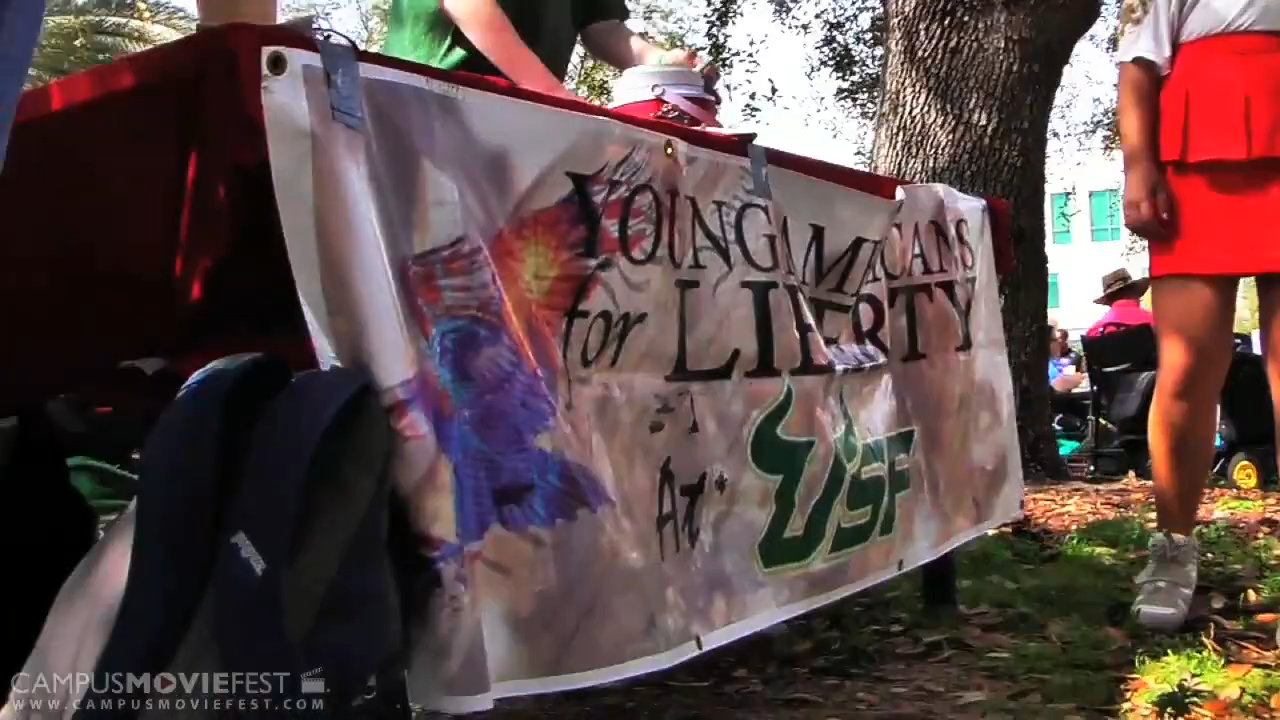 YOUNG AMERICANS
for LIBERTY
At
USF
CAMPUSMOVIEFEST
WWW.CAMPUSMOVIEFEST.COM